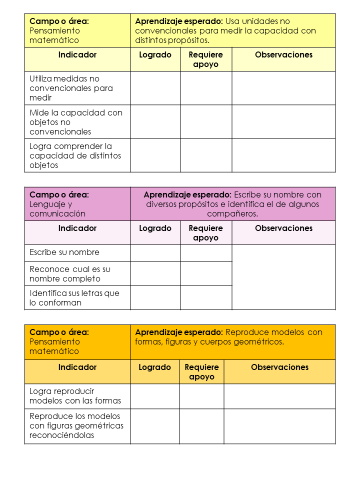 Campo o área:
Pensamiento
matemático
Aprendizaje esperado: Usa unidades no
convencionales para medir la capacidad con
distintos propósitos.
Indicador
Logrado
Requiere
apoyo
Observaciones
Utiliza medidas no
convencionales para
medir
Mide la capacidad con
objetos no
convencionales
Logra comprender la
capacidad de distintos
objetos
Campo o área:
Lenguaje y
comunicación
Aprendizaje esperado: Escribe su nombre con
diversos propósitos e identifica el de algunos
compañeros.
Indicador
Logrado
Requiere
apoyo
Observaciones
Escribe su nombre
Reconoce cual es su
nombre completo
Identifica sus letras que
lo conforman
Campo o área:
Pensamiento
matemático
Aprendizaje esperado: Reproduce modelos con
formas, figuras y cuerpos geométricos.
Indicador
Logrado
Requiere
apoyo
Observaciones
Logra reproducir
modelos con las formas
Reproduce los modelos
con figuras geométricas
reconociéndolas